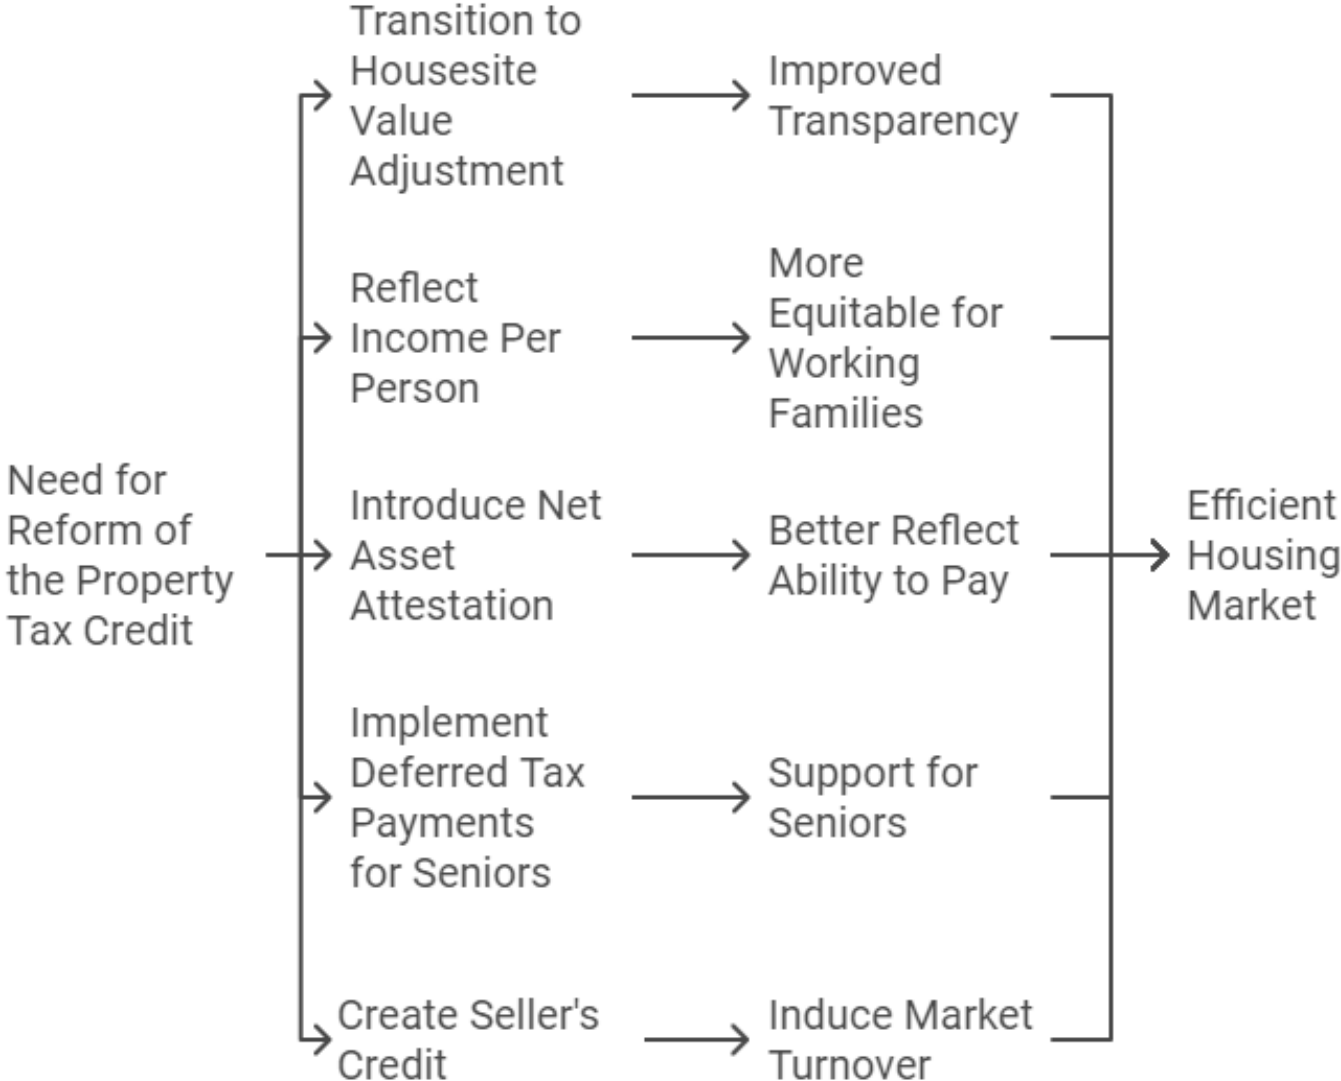 Need for
Reform of
the Property
Tax Credit
Transition to
Housesite
Value
Adjustment
Improved
Transparency
Reflect
Income Per
Person
More
Equitable for
Working
Families
Introduce Net
Asset
Attestation
Better Reflect
Ability to Pay
Implement
Deferred Tax
Payments
for Seniors
Support for
Seniors
Create Seller's
Credit
Induce Market
Turnover
Efficient
Housing
Market